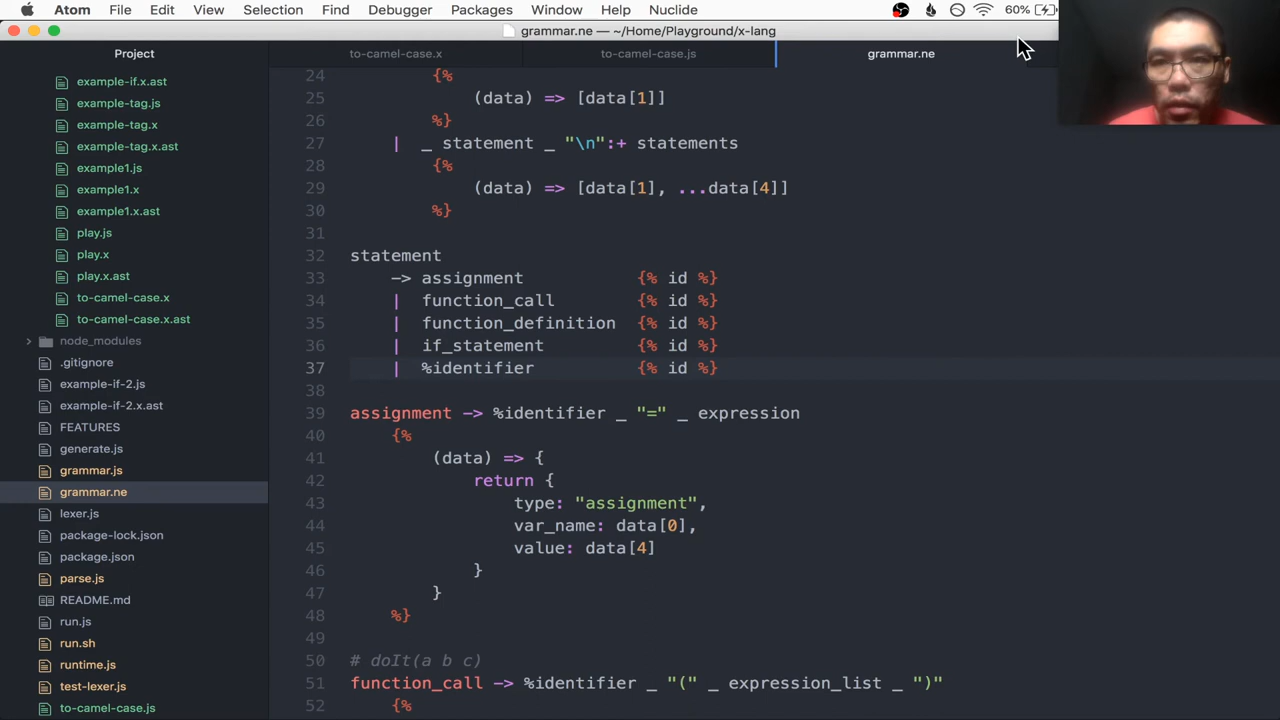 Atom File Edit View Selection Find Debugger Packages Window Help Nuclide 60%
grammar.ne — ~/Home/Playground/x-lang
Project
to-camel-case.x
to-camel-case.js
grammar.ne
example-if.x.ast
example-tag.js
example-tag.x
example-tag.x.ast
example1.js
example1.x
example1.x.ast
play.js
play.x
play.x.ast
to-camel-case.x
to-camel-case.x.ast
node_modules
.gitignore
example-if-2.js
example-if-2.x.ast
FEATURES
generate.js
grammar.js
grammar.ne
lexer.js
package-lock.json
package.json
parse.js
README.md
run.js
run.sh
runtime.js
test-lexer.js
to-camel-case.js
24 {%
25 (data) => [data[1]]
26 %}
27 | _ statement _ "\n":+ statements
28 {%
29 (data) => [data[1], ...data[4]]
30 %}
31
32 statement
33 -> assignment {% id %}
34 | function_call {% id %}
35 | function_definition {% id %}
36 | if_statement {% id %}
37 | %identifier {% id %}
38
39 assignment -> %identifier _ "=" _ expression
40 {%
41 (data) => {
42 return {
43 type: "assignment",
44 var_name: data[0],
45 value: data[4]
46 }
47 }
48 %}
49
50 # doIt(a b c)
51 function_call -> %identifier _ "(" _ expression_list _ ")"
52 {%